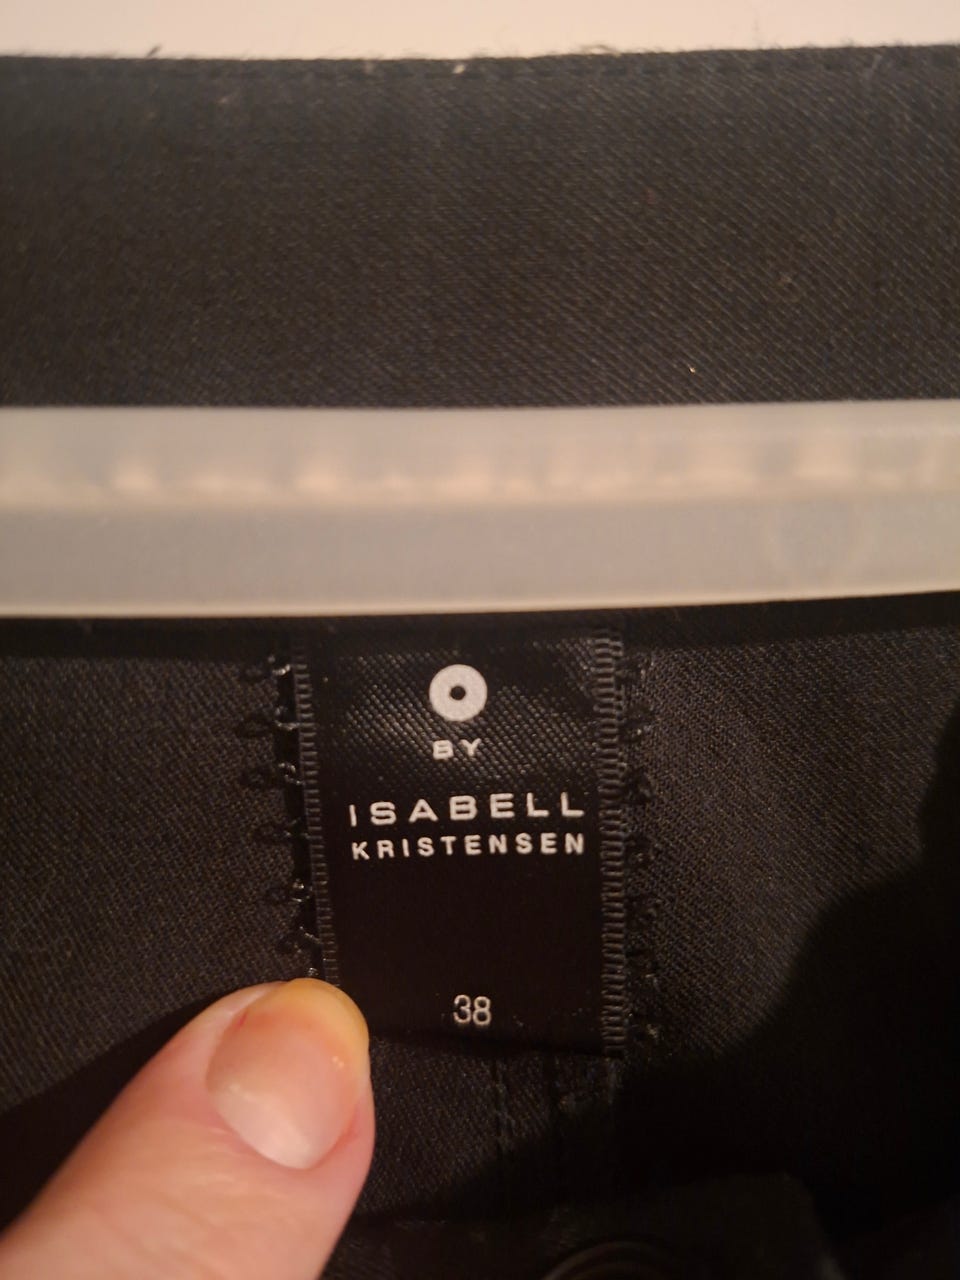 BY
ISABELL
KRISTENSEN
38